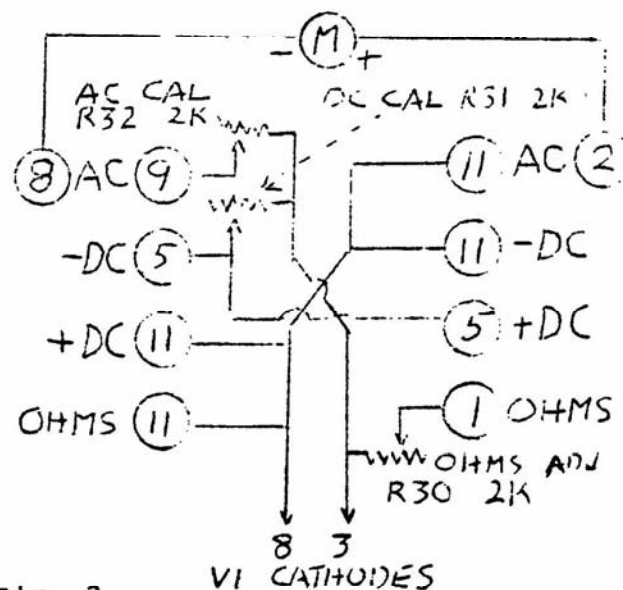 - M +
AC CAL
R32 2K
DC CAL R31 2K
8 AC 9
11 AC 2
-DC 5
11 -DC
+DC 11
5 +DC
OHMS 11
1 OHMS
OHMS ADJ
R30 2K
8 3
V1 CATHODES